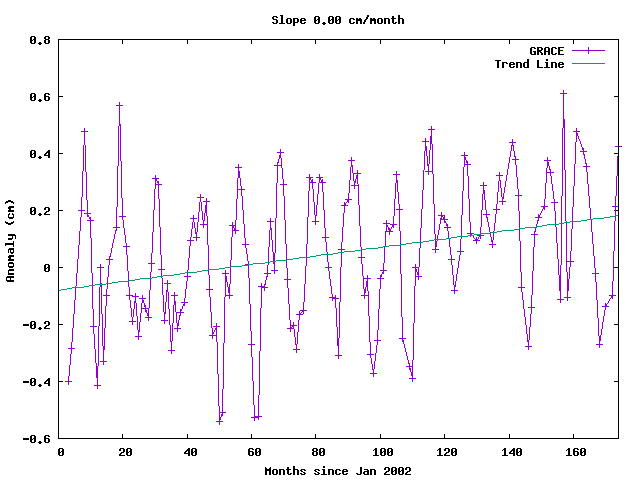 Slope 0.00 cm/month
GRACE
Trend Line
Anomaly (cm)
0.8
0.6
0.4
0.2
0
-0.2
-0.4
-0.6
0 20 40 60 80 100 120 140 160
Months since Jan 2002